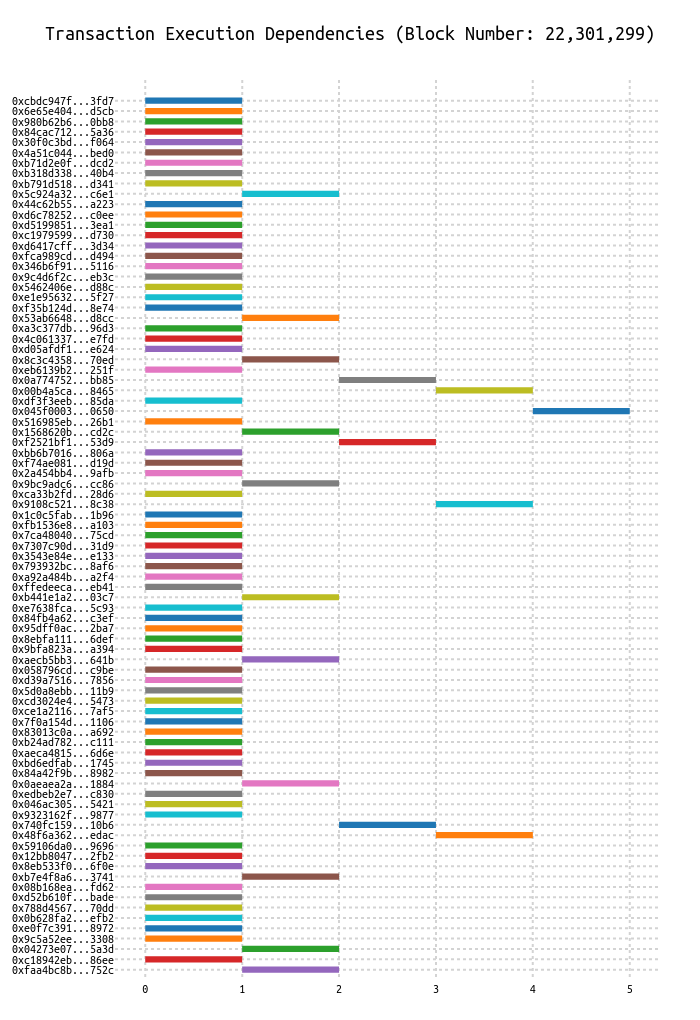 Transaction Execution Dependencies (Block Number: 22,301,299)
0xcbdc947f...3fd7
0x6e65e404...d5cb
0x980b62b6...0bb8
0x84cac712...5a36
0x30f0c3bd...f064
0x4a51c044...bed0
0xb71d2e0f...dcd2
0xb318d338...40b4
0xb791d518...d341
0x5c924a32...c6e1
0x44c62b55...a223
0xd6c78252...c0ee
0xd5199851...3ea1
0xc1979599...d730
0xd6417cff...3d34
0xfca989cd...d494
0x346b6f91...5116
0x9c4d6f2c...eb3c
0x5462406e...d88c
0xe1e95632...5f27
0xf35b124d...8e74
0x53ab6648...d8cc
0xa3c377db...96d3
0x4c061337...e7fd
0xd05afdf1...e624
0x8c3c4358...70ed
0xeb6139b2...251f
0x0a774752...bb85
0x00b4a5ca...8465
0xdf3f3eeb...85da
0x045f0003...0650
0x516985eb...26b1
0x1568620b...cd2c
0xf2521bf1...53d9
0xbb6b7016...806a
0xf74ae081...d19d
0x2a454bb4...9afb
0x9bc9adc6...cc86
0xca33b2fd...28d6
0x9108c521...8c38
0x1c0c5fab...1b96
0xfb1536e8...a103
0x7ca48040...75cd
0x7307c90d...31d9
0x3543e84e...e133
0x793932bc...8af6
0xa92a484b...a2f4
0xffedeeca...eb41
0xb441e1a2...03c7
0xe7638fca...5c93
0x84fb4a62...c3ef
0x95dff0ac...2ba7
0x8ebfa111...6def
0x9bfa823a...a394
0xaecb5bb3...641b
0x058796cd...c9be
0xd39a7516...7856
0x5d0a8ebb...11b9
0xcd3024e4...5473
0xce1a2116...7af5
0x7f0a154d...1106
0x83013c0a...a692
0xb24ad782...c111
0xaeca4815...6d6e
0xbd6edfab...1745
0x84a42f9b...8982
0x0aeaea2a...1884
0xedbeb2e7...c830
0x046ac305...5421
0x9323162f...9877
0x740fc159...10b6
0x48f6a362...edac
0x59106da0...9696
0x12bb8047...2fb2
0x8eb533f0...6f0e
0xb7e4f8a6...3741
0x08b168ea...fd62
0xd52b610f...bade
0x788d4567...70dd
0x0b628fa2...efb2
0xe0f7c391...8972
0x9c5a52ee...3308
0x04273e07...5a3d
0xc18942eb...86ee
0xfaa4bc8b...752c
0 1 2 3 4 5